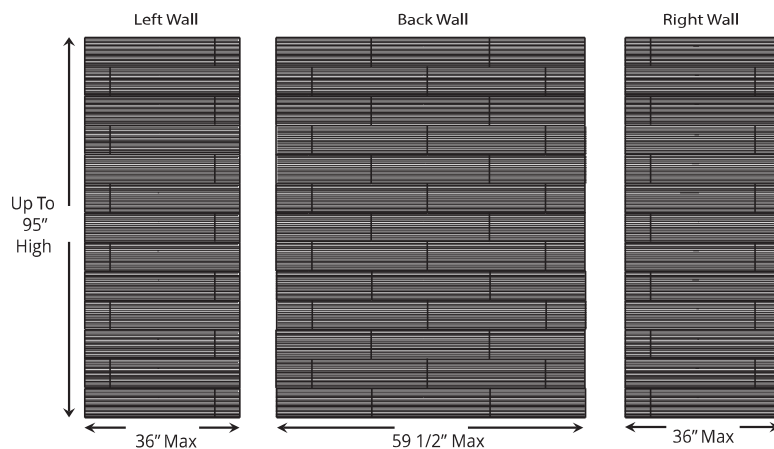 Left Wall
Back Wall
Right Wall
Up To
95”
High
36” Max
59 1/2” Max
36” Max